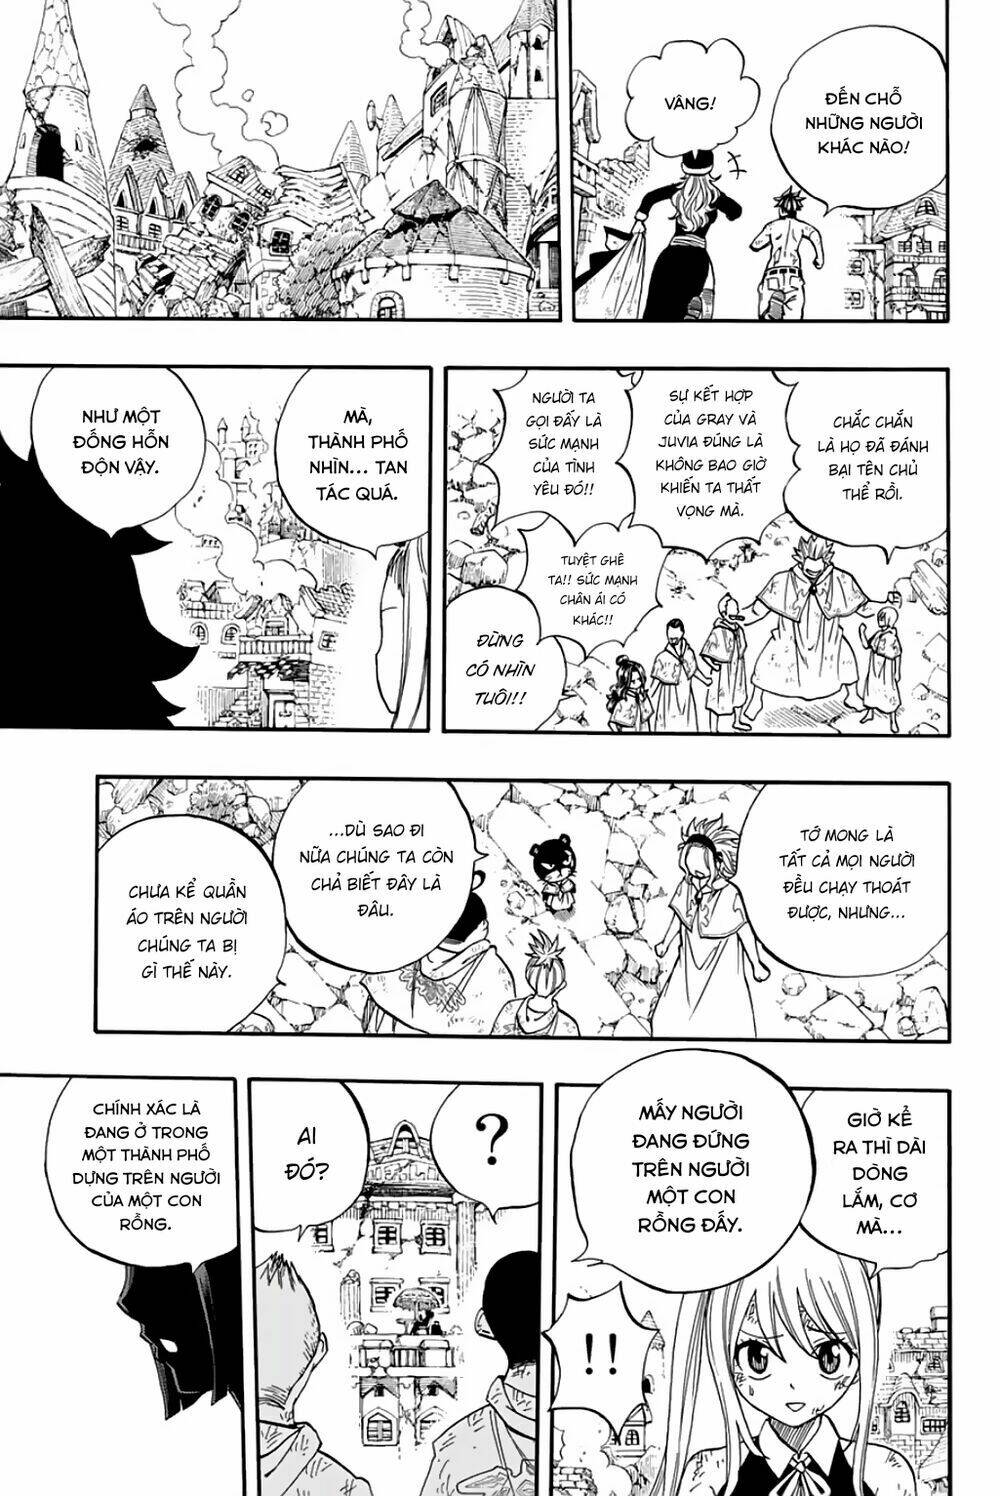 ĐẾN CHỖ
NHỮNG NGƯỜI
KHÁC NÀO!
VÂNG!
CHẮC CHẮN
LÀ HỌ ĐÃ ĐÁNH
BẠI TÊN CHỦ
THỂ RỒI.
SỰ KẾT HỢP
CỦA GRAY VÀ
JUVIA ĐÚNG LÀ
KHÔNG BAO GIỜ
KHIẾN TA THẤT
VỌNG MÀ.
NGƯỜI TA
GỌI ĐẤY LÀ
SỨC MẠNH
CỦA TÌNH
YÊU ĐÓ!!
TUYỆT GHÊ
TA!! SỨC MẠNH
CHÂN ÁI CÓ
KHÁC!!
ĐỪNG
CÓ NHÌN
TUÔI!!
MÀ,
THÀNH PHỐ
NHÌN... TAN
TÁC QUÁ.
NHƯ MỘT
ĐỐNG HỖN
ĐỘN VẬY.
TỚ MONG LÀ
TẤT CẢ MỌI NGƯỜI
ĐỀU CHẠY THOÁT
ĐƯỢC, NHƯNG...
...DÙ SAO ĐI
NỮA CHÚNG TA CÒN
CHẢ BIẾT ĐÂY LÀ
ĐÂU.
CHƯA KỂ QUẦN
ÁO TRÊN NGƯỜI
CHÚNG TA BỊ
GÌ THẾ NÀY.
GIỜ KỂ
RA THÌ DÀI
DÒNG
LẮM, CƠ
MÀ...
MẤY NGƯỜI
ĐANG ĐỨNG
TRÊN NGƯỜI
MỘT CON
RỒNG ĐẤY.
!!
?
AI
ĐÓ?
CHÍNH XÁC LÀ
ĐANG Ở TRONG
MỘT THÀNH PHỐ
DỰNG TRÊN NGƯỜI
CỦA MỘT CON
RỒNG.